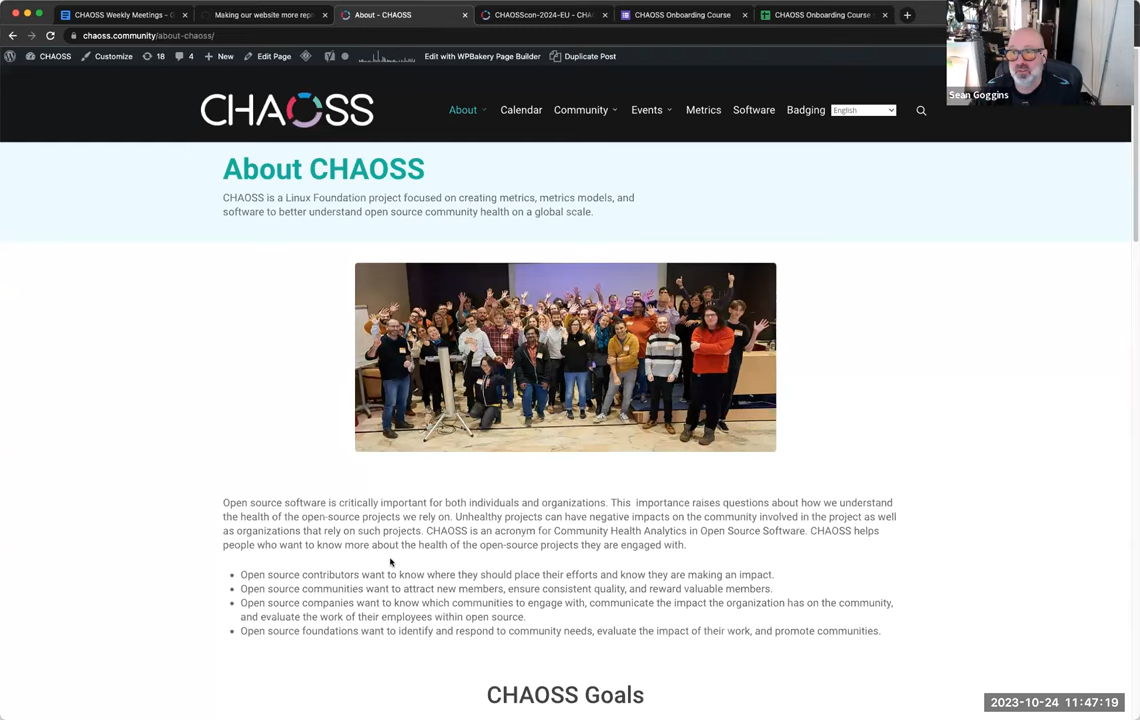 CHAOSS Weekly Meetings - G
Making our website more repr
About - CHAOSS
CHAOSScon-2024-EU - CHA
CHAOSS Onboarding Course
CHAOSS Onboarding Course
chaoss.community/about-chaoss/
CHAOSS
Customize
18
4
New
Edit Page
Edit with WPBakery Page Builder
Duplicate Post
Sean Goggins
CHAOSS
About
Calendar
Community
Events
Metrics
Software
Badging
English
About CHAOSS
CHAOSS is a Linux Foundation project focused on creating metrics, metrics models, and
software to better understand open source community health on a global scale.
Open source software is critically important for both individuals and organizations. This importance raises questions about how we understand
the health of the open-source projects we rely on. Unhealthy projects can have negative impacts on the community involved in the project as well
as organizations that rely on such projects. CHAOSS is an acronym for Community Health Analytics in Open Source Software. CHAOSS helps
people who want to know more about the health of the open-source projects they are engaged with.
• Open source contributors want to know where they should place their efforts and know they are making an impact.
• Open source communities want to attract new members, ensure consistent quality, and reward valuable members.
• Open source companies want to know which communities to engage with, communicate the impact the organization has on the community,
and evaluate the work of their employees within open source.
• Open source foundations want to identify and respond to community needs, evaluate the impact of their work, and promote communities.
CHAOSS Goals
2023-10-24 11:47:19